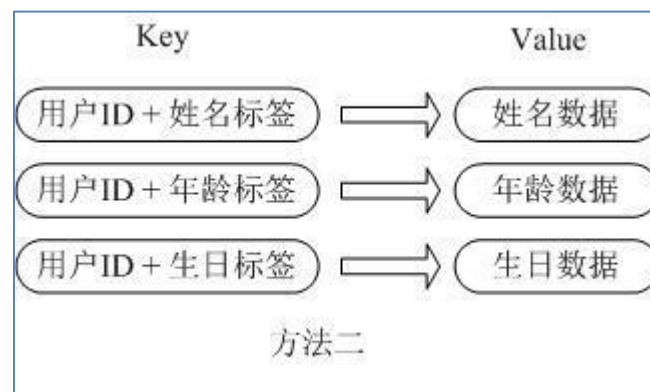 Key Value
用户ID + 姓名标签 姓名数据
用户ID + 年龄标签 年龄数据
用户ID + 生日标签 生日数据
方法二